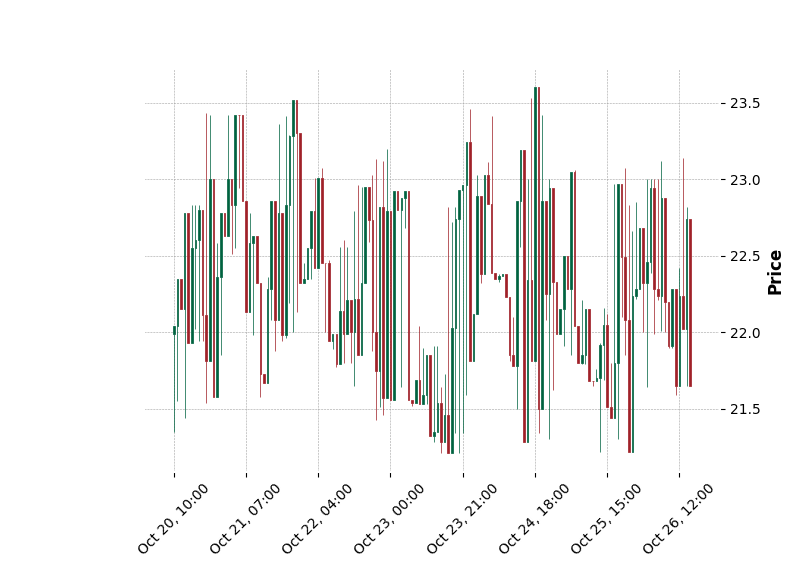 23.5
23.0
22.5
22.0
21.5
Price
Oct 20, 10:00
Oct 21, 07:00
Oct 22, 04:00
Oct 23, 00:00
Oct 23, 21:00
Oct 24, 18:00
Oct 25, 15:00
Oct 26, 12:00